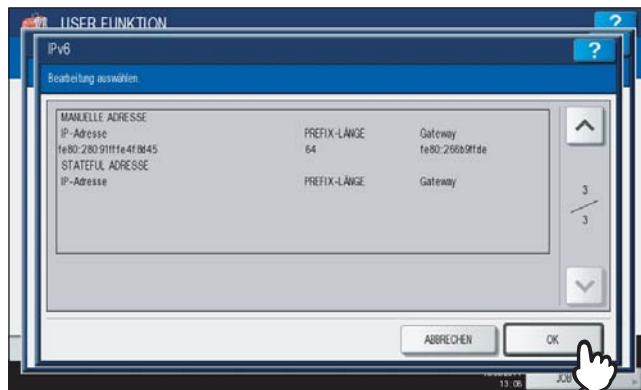 USER FUNKTION
?
IPv6
?
Bearbeitung auswählen.
MANUELLE ADRESSE
IP-Adresse PREFIX-LÄNGE Gateway
fe80:280:91fffe4f:8d45 64 fe80:266b9ffde
STATEFUL ADRESSE
IP-Adresse PREFIX-LÄNGE Gateway
3
3
ABBRECHEN
OK
13:06
JOB